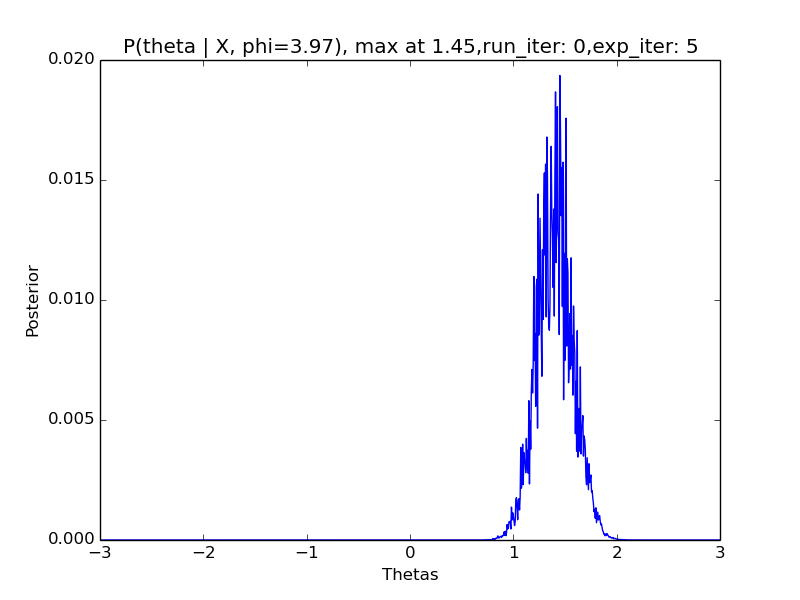 P(theta | X, phi=3.97), max at 1.45,run_iter: 0,exp_iter: 5
0.020
0.015
0.010
0.005
0.000
Posterior
−3 −2 −1 0 1 2 3
Thetas